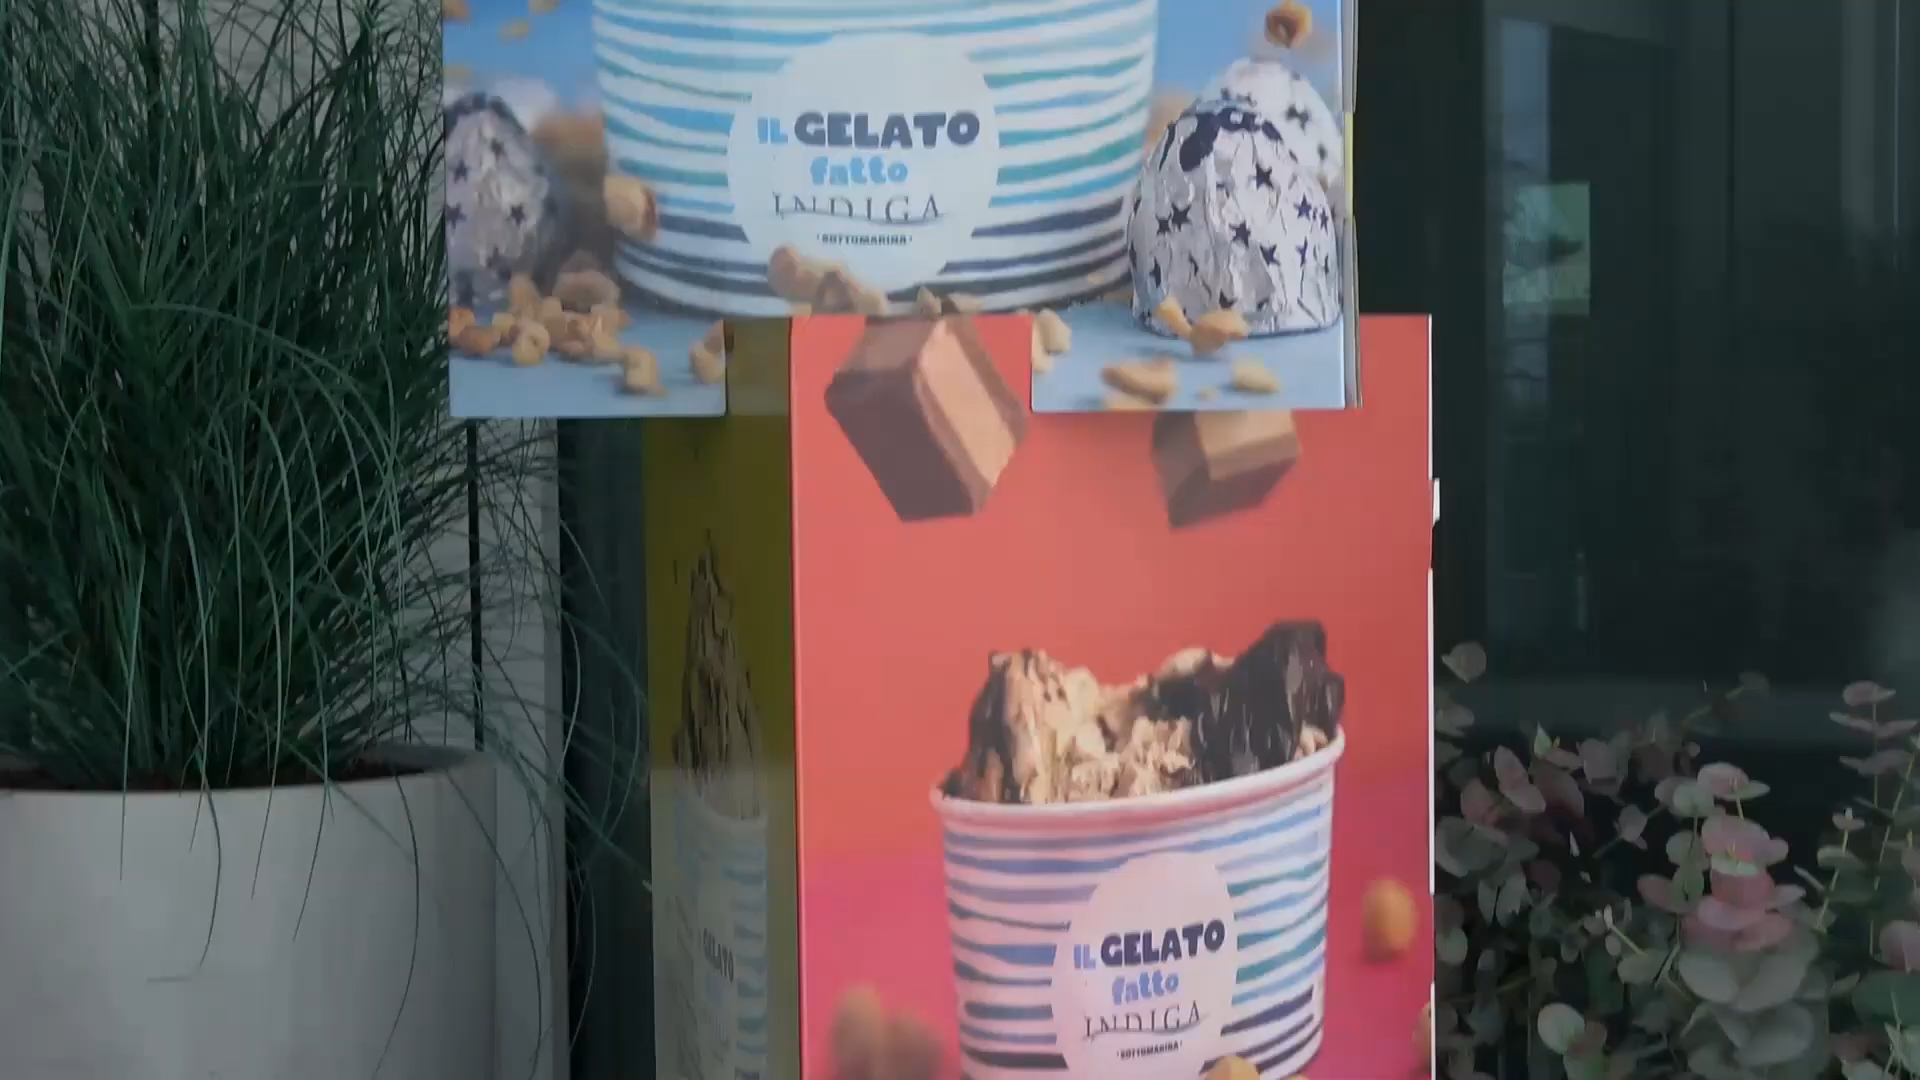 IL GELATO
fatto
INDIGA
·SOTTOMARINA·
IL GELATO
fatto
INDIGA
·SOTTOMARINA·
GELATO